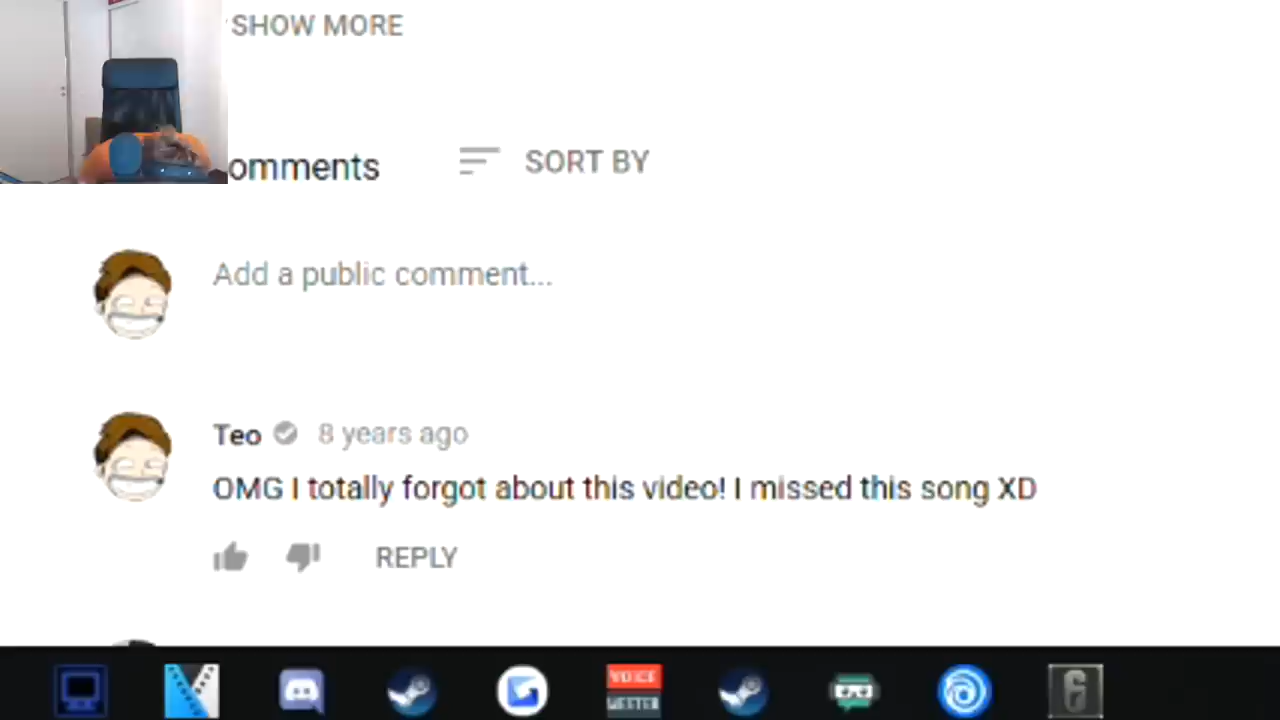 SHOW MORE
omments
SORT BY
Add a public comment...
Teo 8 years ago
OMG I totally forgot about this video! I missed this song XD
REPLY
VOICE
MEETER